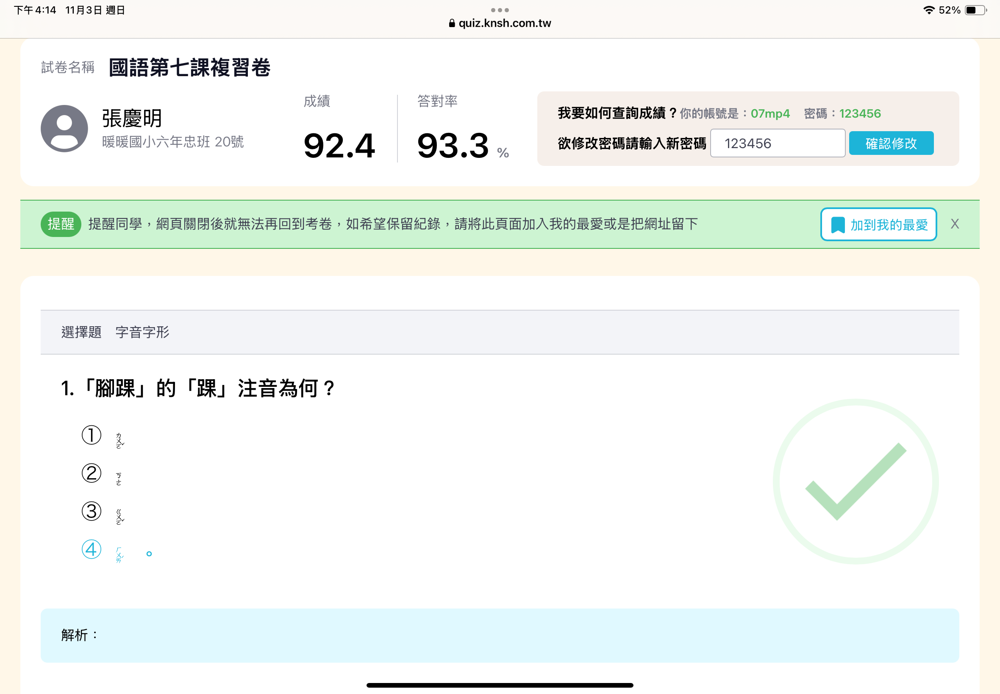 下午4:14 11月3日 週日
52%
quiz.knsh.com.tw
試卷名稱 國語第七課複習卷
張慶明
暖暖國小六年忠班 20號
成績
92.4
答對率
93.3 %
我要如何查詢成績？你的帳號是：07mp4 密碼：123456
欲修改密碼請輸入新密碼 123456 確認修改
提醒 提醒同學，網頁關閉後就無法再回到考卷，如希望保留紀錄，請將此頁面加入我的最愛或是把網址留下 加到我的最愛 X
選擇題 字音字形
1.「腳踝」的「踝」注音為何？
① ㄌㄨㄛˇ
② ㄎㄜ
③ ㄍㄨㄛˇ
④ ㄏㄨㄞˊ 。
解析：